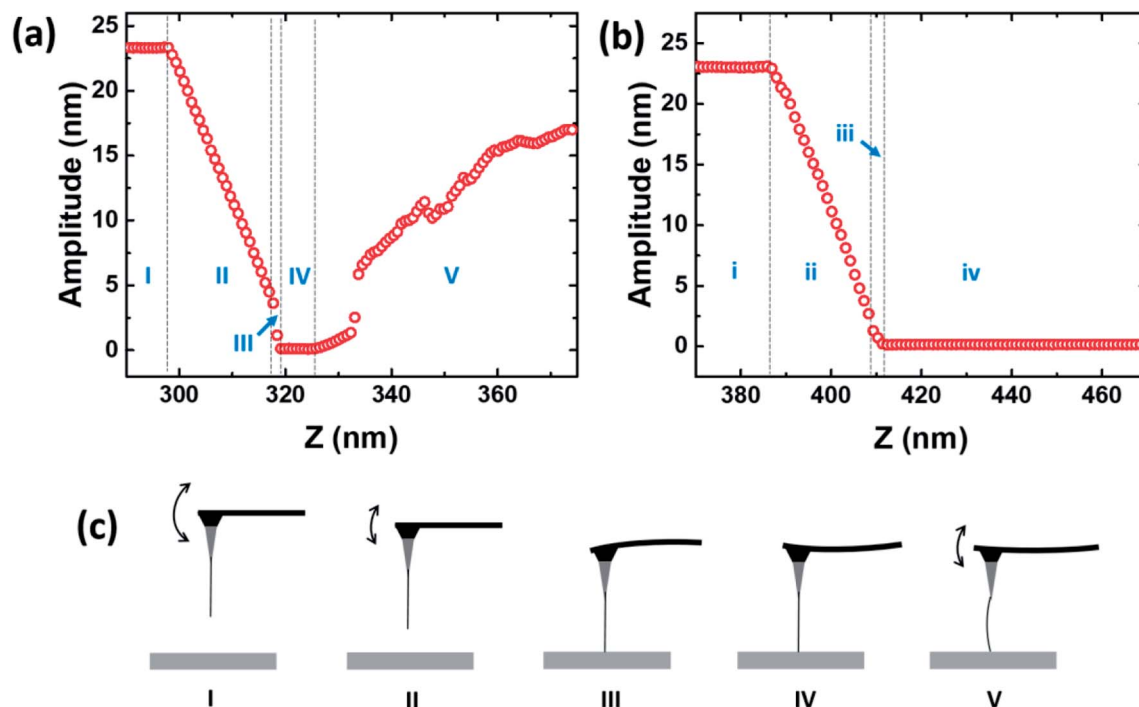 (a)
Amplitude (nm)
25
20
15
10
5
0
I
II
III
IV
V
300
320
340
360
Z (nm)
(b)
Amplitude (nm)
25
20
15
10
5
0
i
ii
iii
iv
380
400
420
440
460
Z (nm)
(c)
I
II
III
IV
V